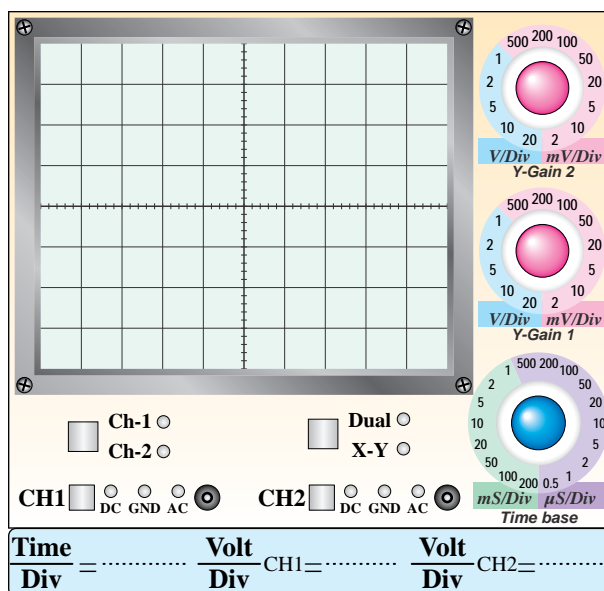 500 200 100
1 50
2 20
5 5
10 10
20 2
V/Div mV/Div
Y-Gain 2
500 200 100
1 50
2 20
5 5
10 10
20 2
V/Div mV/Div
Y-Gain 1
1 500 200
2 100
5 50
10 20
20 10
50 5
100 2
200 0.5 1
mS/Div µS/Div
Time base
Ch-1
Ch-2
Dual
X-Y
CH1 DC GND AC
CH2 DC GND AC
Time/Div = ............ Volt/Div CH1= ............ Volt/Div CH2= ............